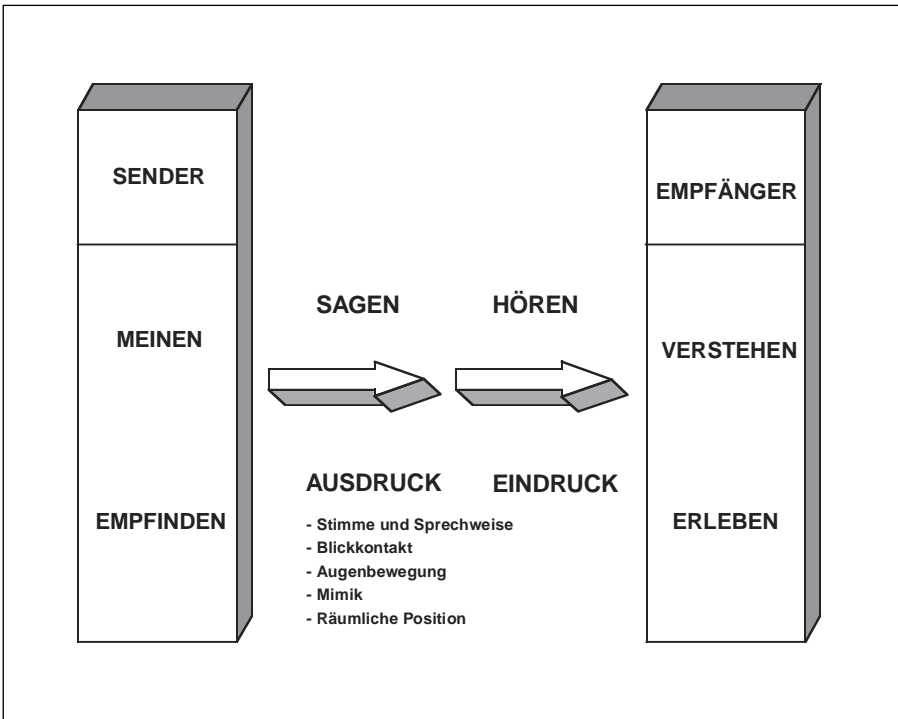 SENDER
EMPFÄNGER
SAGEN
HÖREN
MEINEN
VERSTEHEN
AUSDRUCK
EINDRUCK
EMPFINDEN
ERLEBEN
- Stimme und Sprechweise
- Blickkontakt
- Augenbewegung
- Mimik
- Räumliche Position